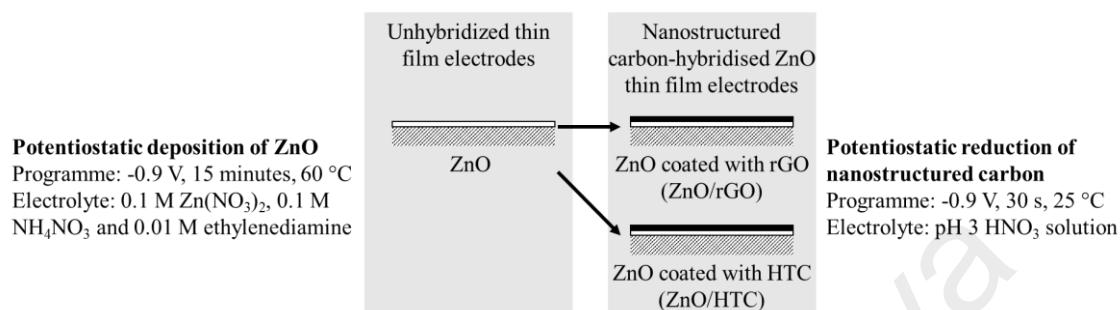 Unhybridized thin
film electrodes
Nanostructured
carbon-hybridised ZnO
thin film electrodes
Potentiostatic deposition of ZnO
Programme: -0.9 V, 15 minutes, 60 °C
Electrolyte: 0.1 M Zn(NO₃)₂, 0.1 M
NH₄NO₃ and 0.01 M ethylenediamine
ZnO
ZnO coated with rGO
(ZnO/rGO)
ZnO coated with HTC
(ZnO/HTC)
Potentiostatic reduction of
nanostructured carbon
Programme: -0.9 V, 30 s, 25 °C
Electrolyte: pH 3 HNO₃ solution